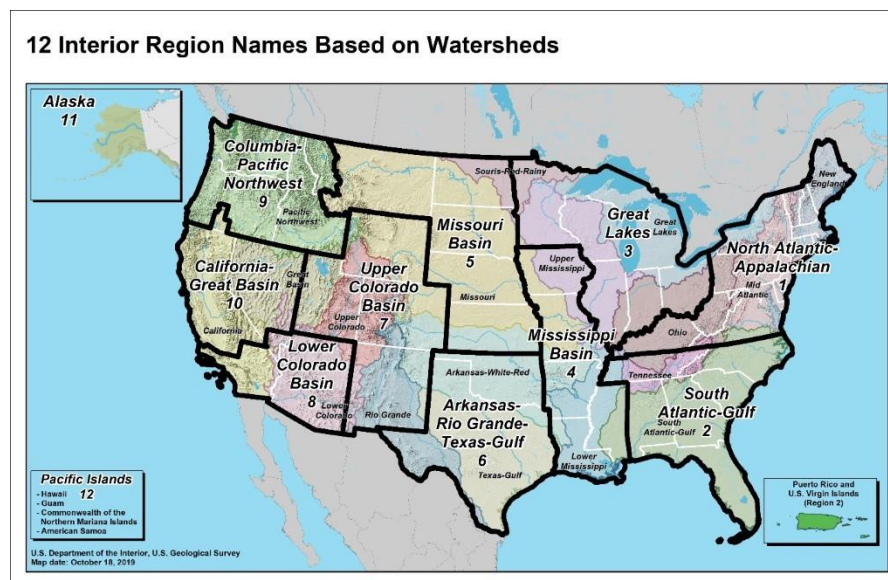 12 Interior Region Names Based on Watersheds
Alaska
11
Columbia-
Pacific
Northwest
9
Pacific
Northwest
Souris-Red-Rainy
New
England
Missouri
Basin
5
Great
Lakes
3
Great
Lakes
North Atlantic-
Appalachian
1
Mid
Atlantic
California-
Great Basin
10
Great
Basin
California
Upper
Colorado
Basin
7
Upper
Colorado
Missouri
Upper
Mississippi
Ohio
Mississippi
Basin
4
Lower
Colorado
Basin
8
Lower
Colorado
Rio Grande
Arkansas-White-Red
Arkansas-
Rio Grande-
Texas-Gulf
6
Texas-Gulf
Tennessee
South
Atlantic-Gulf
2
South
Atlantic-Gulf
Lower
Mississippi
Pacific Islands
12
- Hawaii
- Guam
- Commonwealth of the
Northern Mariana Islands
- American Samoa
Puerto Rico and
U.S. Virgin Islands
(Region 2)
U.S. Department of the Interior, U.S. Geological Survey
Map date: October 18, 2019